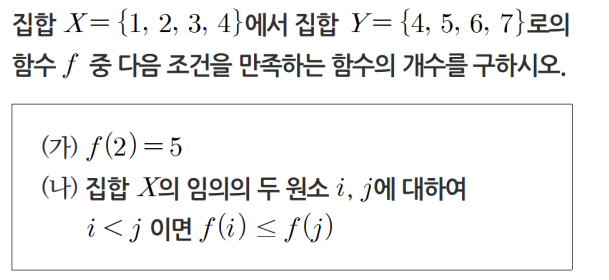 집합 X={1, 2, 3, 4}에서 집합 Y={4, 5, 6, 7}로의
함수 f 중 다음 조건을 만족하는 함수의 개수를 구하시오.
(가) f(2)=5
(나) 집합 X의 임의의 두 원소 i, j에 대하여
i<j 이면 f(i) ≤ f(j)